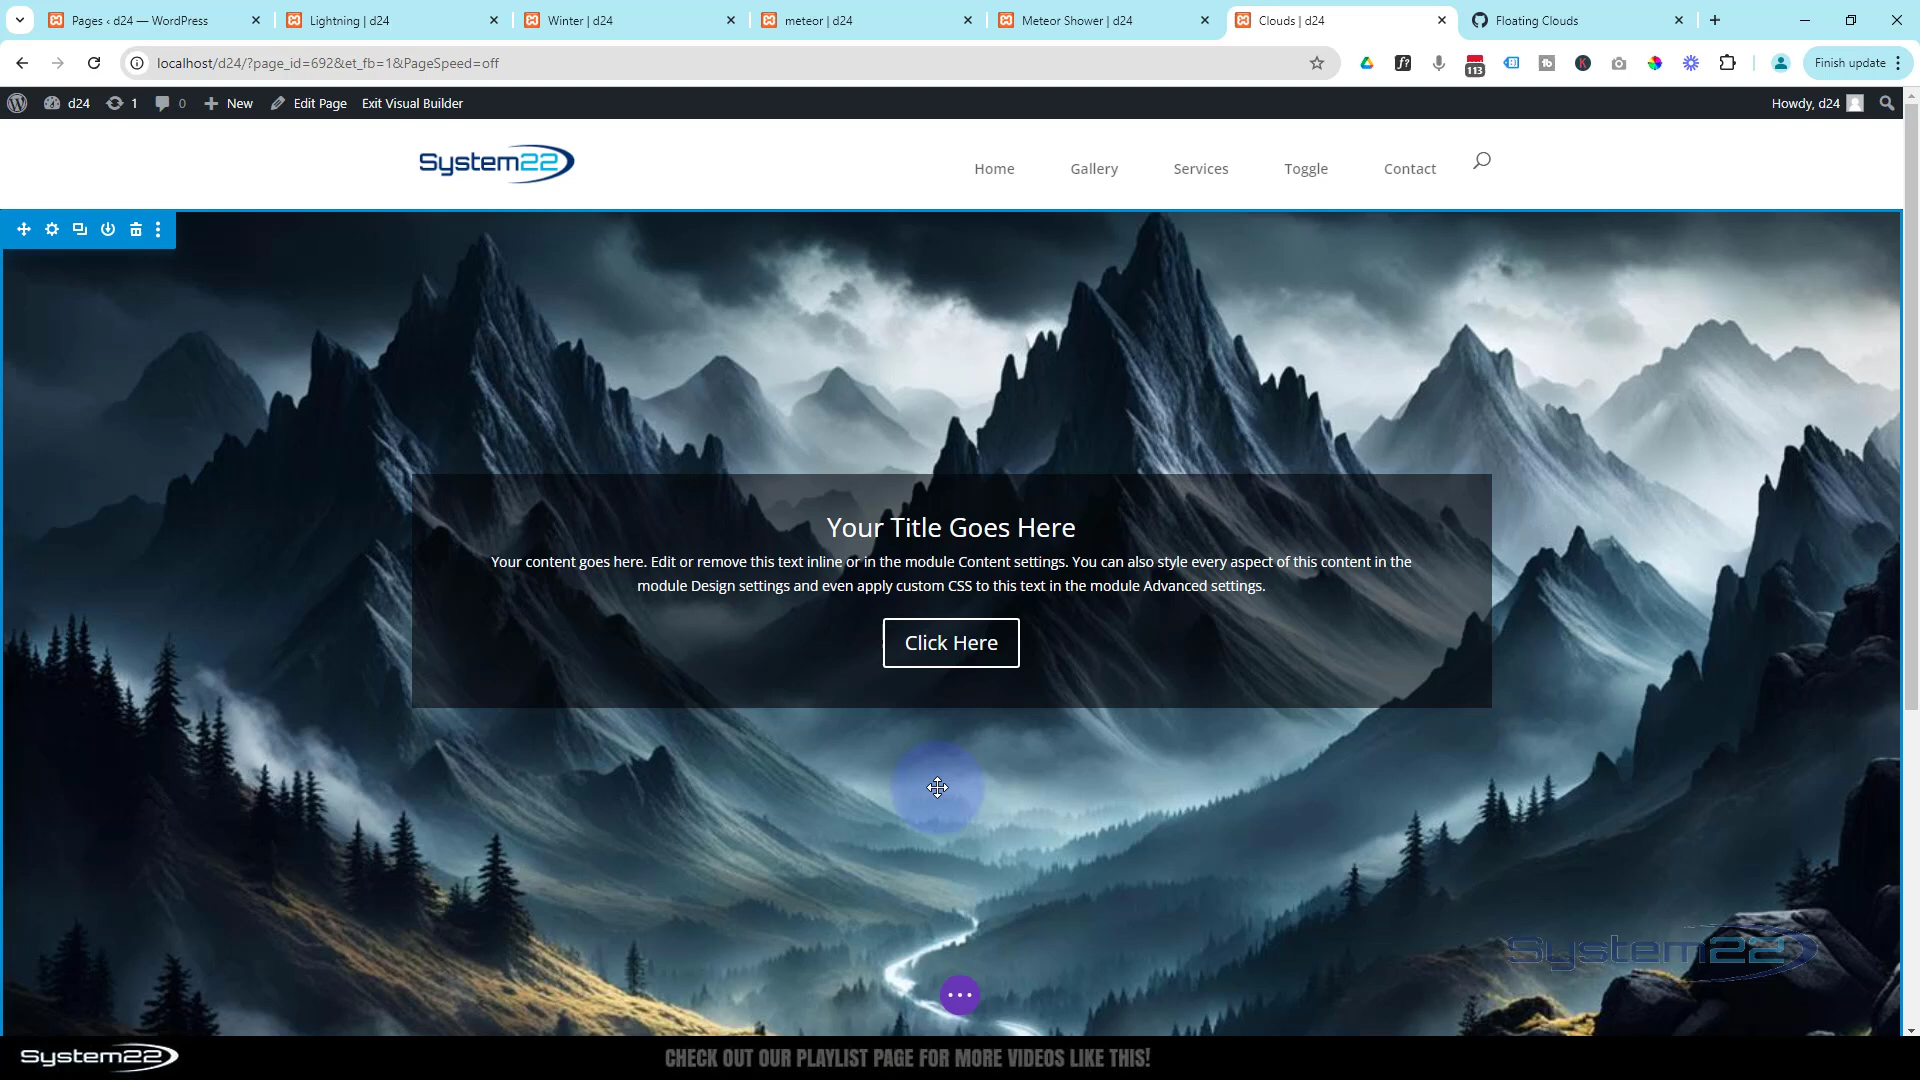 Pages ‹ d24 — WordPress
Lightning | d24
Winter | d24
meteor | d24
Meteor Shower | d24
Clouds | d24
Floating Clouds
localhost/d24/?page_id=692&et_fb=1&PageSpeed=off
113
Finish update
d24
1
0
New
Edit Page
Exit Visual Builder
Howdy, d24
System22
Home
Gallery
Services
Toggle
Contact
Your Title Goes Here
Your content goes here. Edit or remove this text inline or in the module Content settings. You can also style every aspect of this content in the
module Design settings and even apply custom CSS to this text in the module Advanced settings.
Click Here
System22
System22
CHECK OUT OUR PLAYLIST PAGE FOR MORE VIDEOS LIKE THIS!